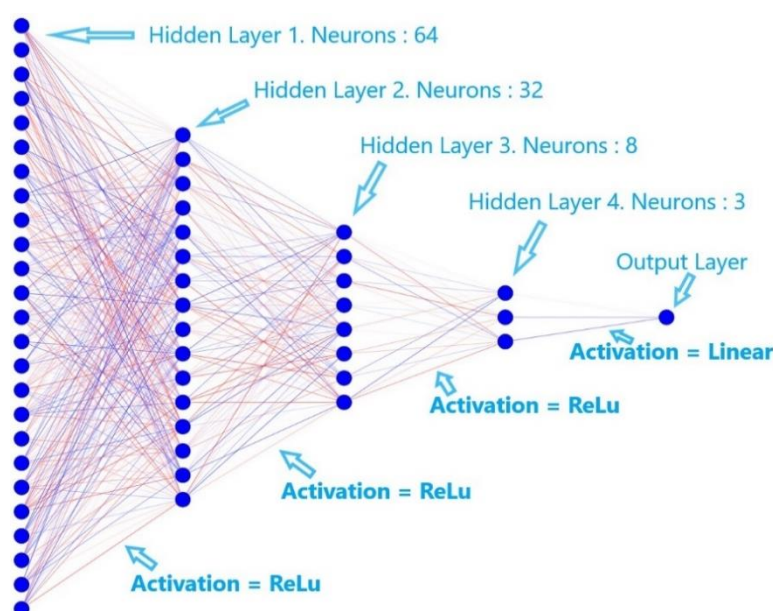 Hidden Layer 1. Neurons : 64
Hidden Layer 2. Neurons : 32
Hidden Layer 3. Neurons : 8
Hidden Layer 4. Neurons : 3
Output Layer
Activation = Linear
Activation = ReLu
Activation = ReLu
Activation = ReLu